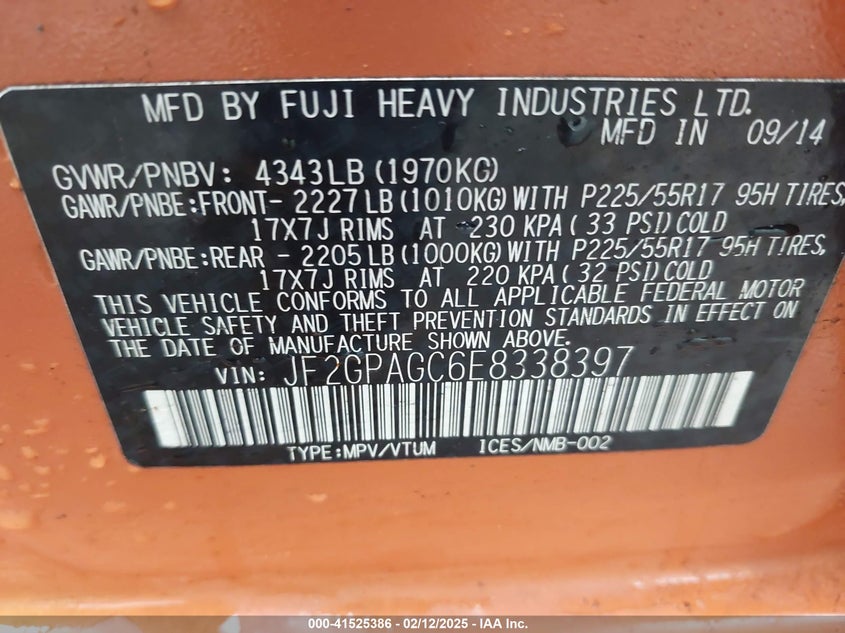 MFD BY FUJI HEAVY INDUSTRIES LTD.
MFD IN 09/14
GVWR/PNBV: 4343LB (1970KG)
GAWR/PNBE:FRONT- 2227LB (1010KG) WITH P225/55R17 95H TIRES,
17X7J RIMS AT 230 KPA ( 33 PSI) COLD
GAWR/PNBE:REAR - 2205LB (1000KG) WITH P225/55R17 95H TIRES,
17X7J RIMS AT 220 KPA ( 32 PSI) COLD
THIS VEHICLE CONFORMS TO ALL APPLICABLE FEDERAL MOTOR
VEHICLE SAFETY AND THEFT PREVENTION STANDARDS IN EFFECT ON
THE DATE OF MANUFACTURE SHOWN ABOVE.
VIN: JF2GPAGC6E8338397
TYPE:MPV/VTUM ICES/NMB-002
000-41525386 - 02/12/2025 - IAA Inc.